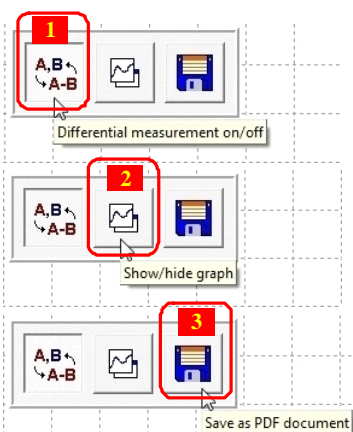 1
A,B
A-B
Differential measurement on/off
2
A,B
A-B
Show/hide graph
3
A,B
A-B
Save as PDF document